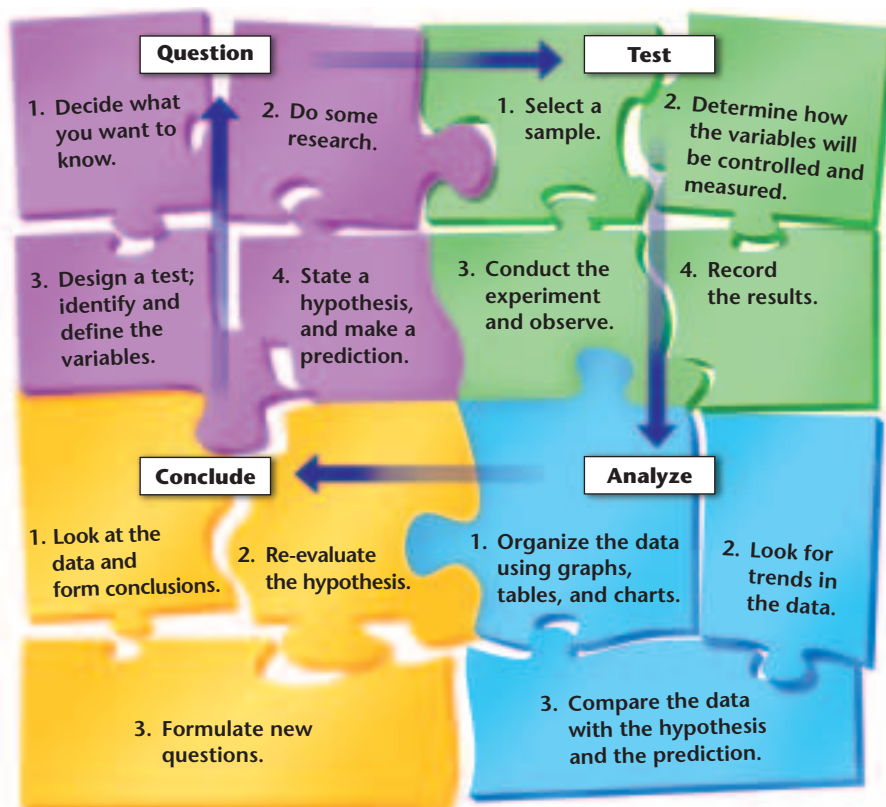 Question
1. Decide what
you want to
know.
2. Do some
research.
3. Design a test;
identify and
define the
variables.
4. State a
hypothesis,
and make a
prediction.
Test
1. Select a
sample.
2. Determine how
the variables will
be controlled and
measured.
3. Conduct the
experiment
and observe.
4. Record
the results.
Analyze
1. Organize the data
using graphs,
tables, and charts.
2. Look for
trends in
the data.
3. Compare the data
with the hypothesis
and the prediction.
Conclude
1. Look at the
data and
form conclusions.
2. Re-evaluate
the hypothesis.
3. Formulate new
questions.